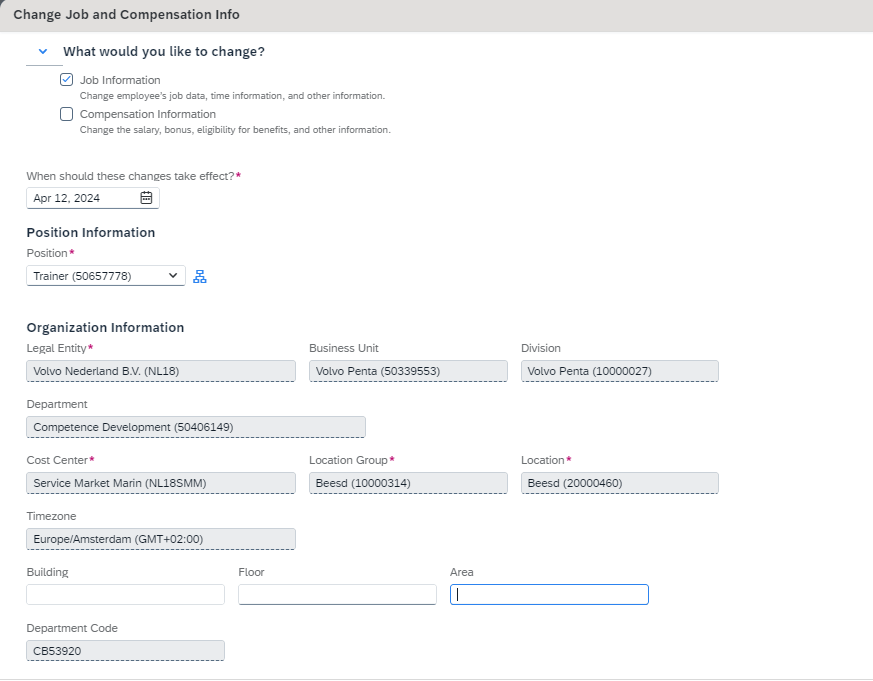 Change Job and Compensation Info
What would you like to change?
Job Information
Change employee's job data, time information, and other information.
Compensation Information
Change the salary, bonus, eligibility for benefits, and other information.
When should these changes take effect?*
Apr 12, 2024
Position Information
Position*
Trainer (50657778)
Organization Information
Legal Entity* Business Unit Division
Volvo Nederland B.V. (NL18) Volvo Penta (50339553) Volvo Penta (10000027)
Department
Competence Development (50406149)
Cost Center* Location Group* Location*
Service Market Marin (NL18SMM) Beesd (10000314) Beesd (20000460)
Timezone
Europe/Amsterdam (GMT+02:00)
Building Floor Area
Department Code
CB53920